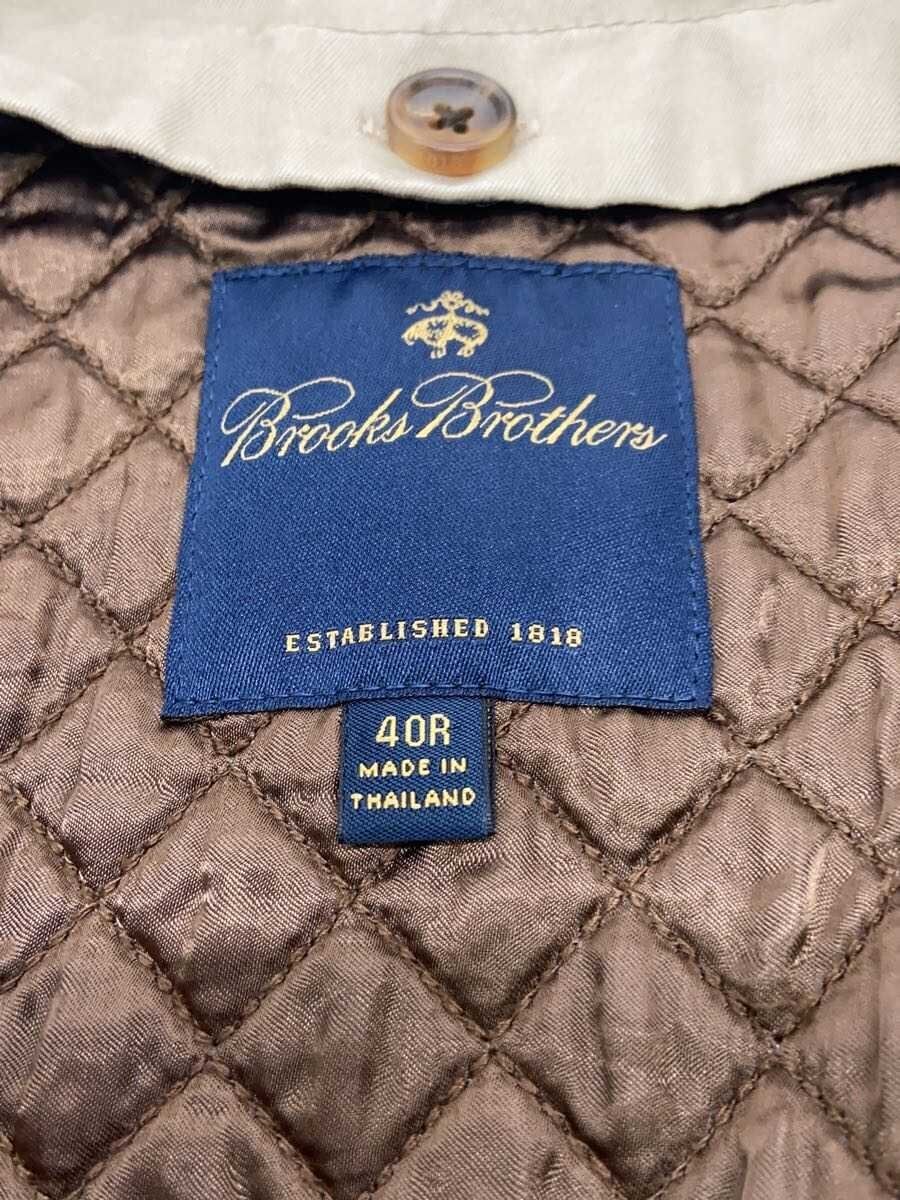 Brooks Brothers
ESTABLISHED 1818
40R
MADE IN
THAILAND